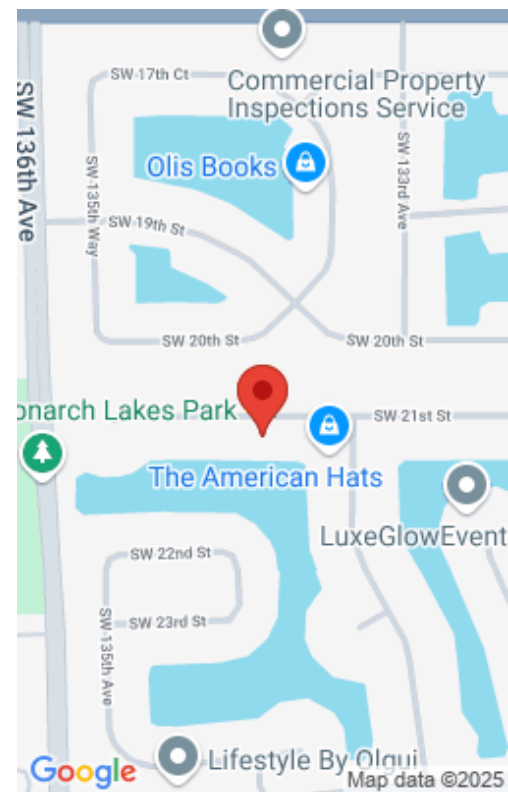 SW 17th Ct
Commercial Property
Inspections Service
SW 136th Ave
Olis Books
SW 133rd Ave
SW 135th Way
SW 19th St
SW 20th St
SW 20th St
onarch Lakes Park
SW 21st St
The American Hats
LuxeGlowEvent
SW 22nd St
SW 23rd St
SW 135th Ave
Lifestyle By Olgui
Google
Map data ©2025